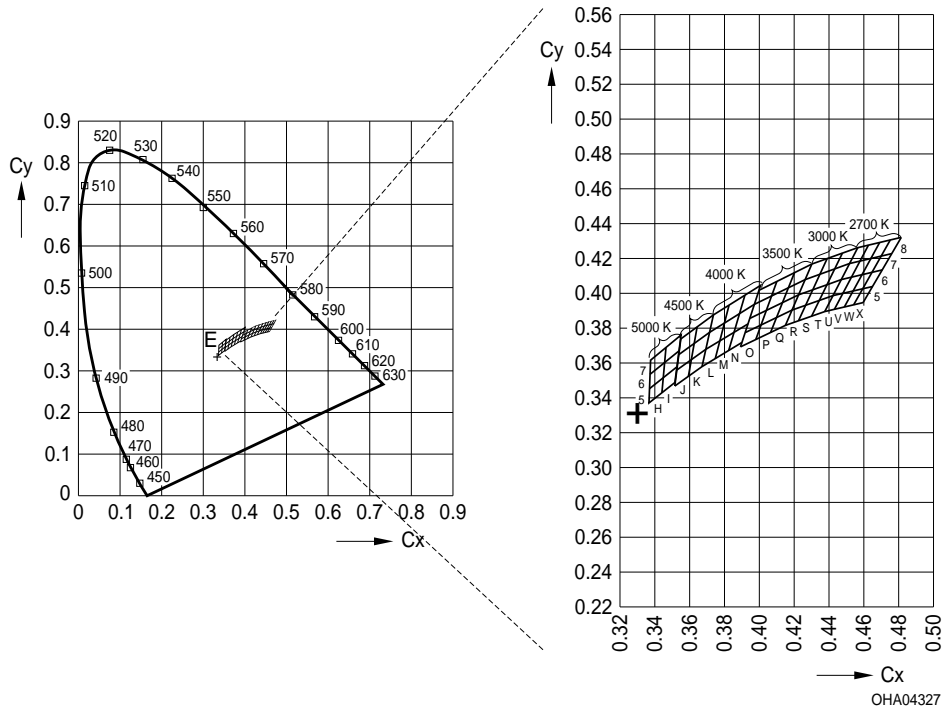 Cy
0.9
0.8
0.7
0.6
0.5
0.4
0.3
0.2
0.1
0
0
0.1
0.2
0.3
0.4
0.5
0.6
0.7
0.8
0.9
Cx
520
530
540
510
550
560
570
500
580
590
600
610
620
630
E
490
480
470
460
450
Cy
0.56
0.54
0.52
0.50
0.48
0.46
0.44
0.42
0.40
0.38
0.36
0.34
0.32
0.30
0.28
0.26
0.24
0.22
0.32
0.34
0.36
0.38
0.40
0.42
0.44
0.46
0.48
0.50
Cx
2700 K
3000 K
3500 K
4000 K
4500 K
5000 K
8
7
6
5
7
6
5
H
I
J
K
L
M
N
O
P
Q
R
S
T
U
V
W
X
OHA04327